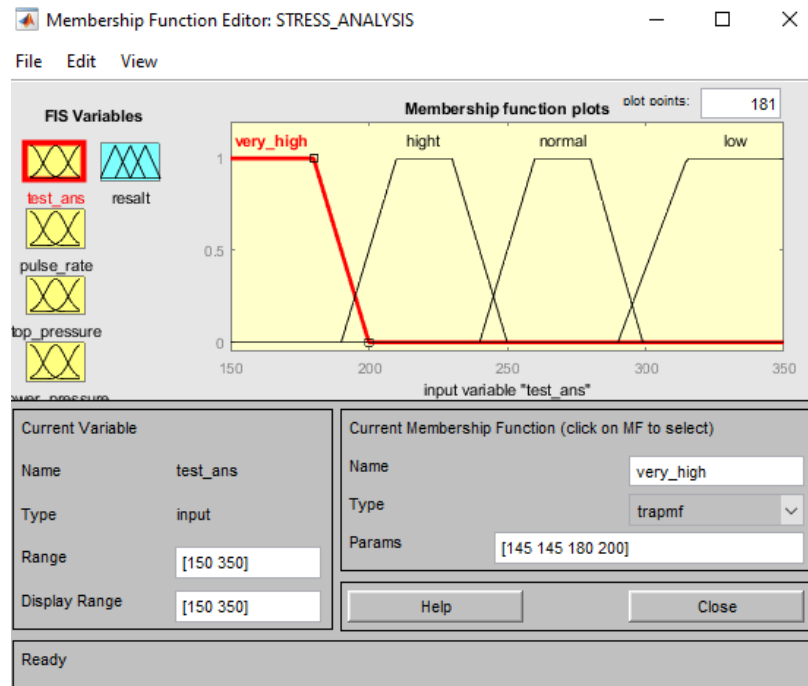 Membership Function Editor: STRESS_ANALYSIS
File Edit View
FIS Variables
test_ans resalt
pulse_rate
top_pressure
Membership function plots plot points: 181
very_high hight normal low
1
0.5
0
150 200 250 300 350
input variable "test_ans"
Current Variable
Name test_ans
Type input
Range [150 350]
Display Range [150 350]
Current Membership Function (click on MF to select)
Name very_high
Type trapmf
Params [145 145 180 200]
Help Close
Ready